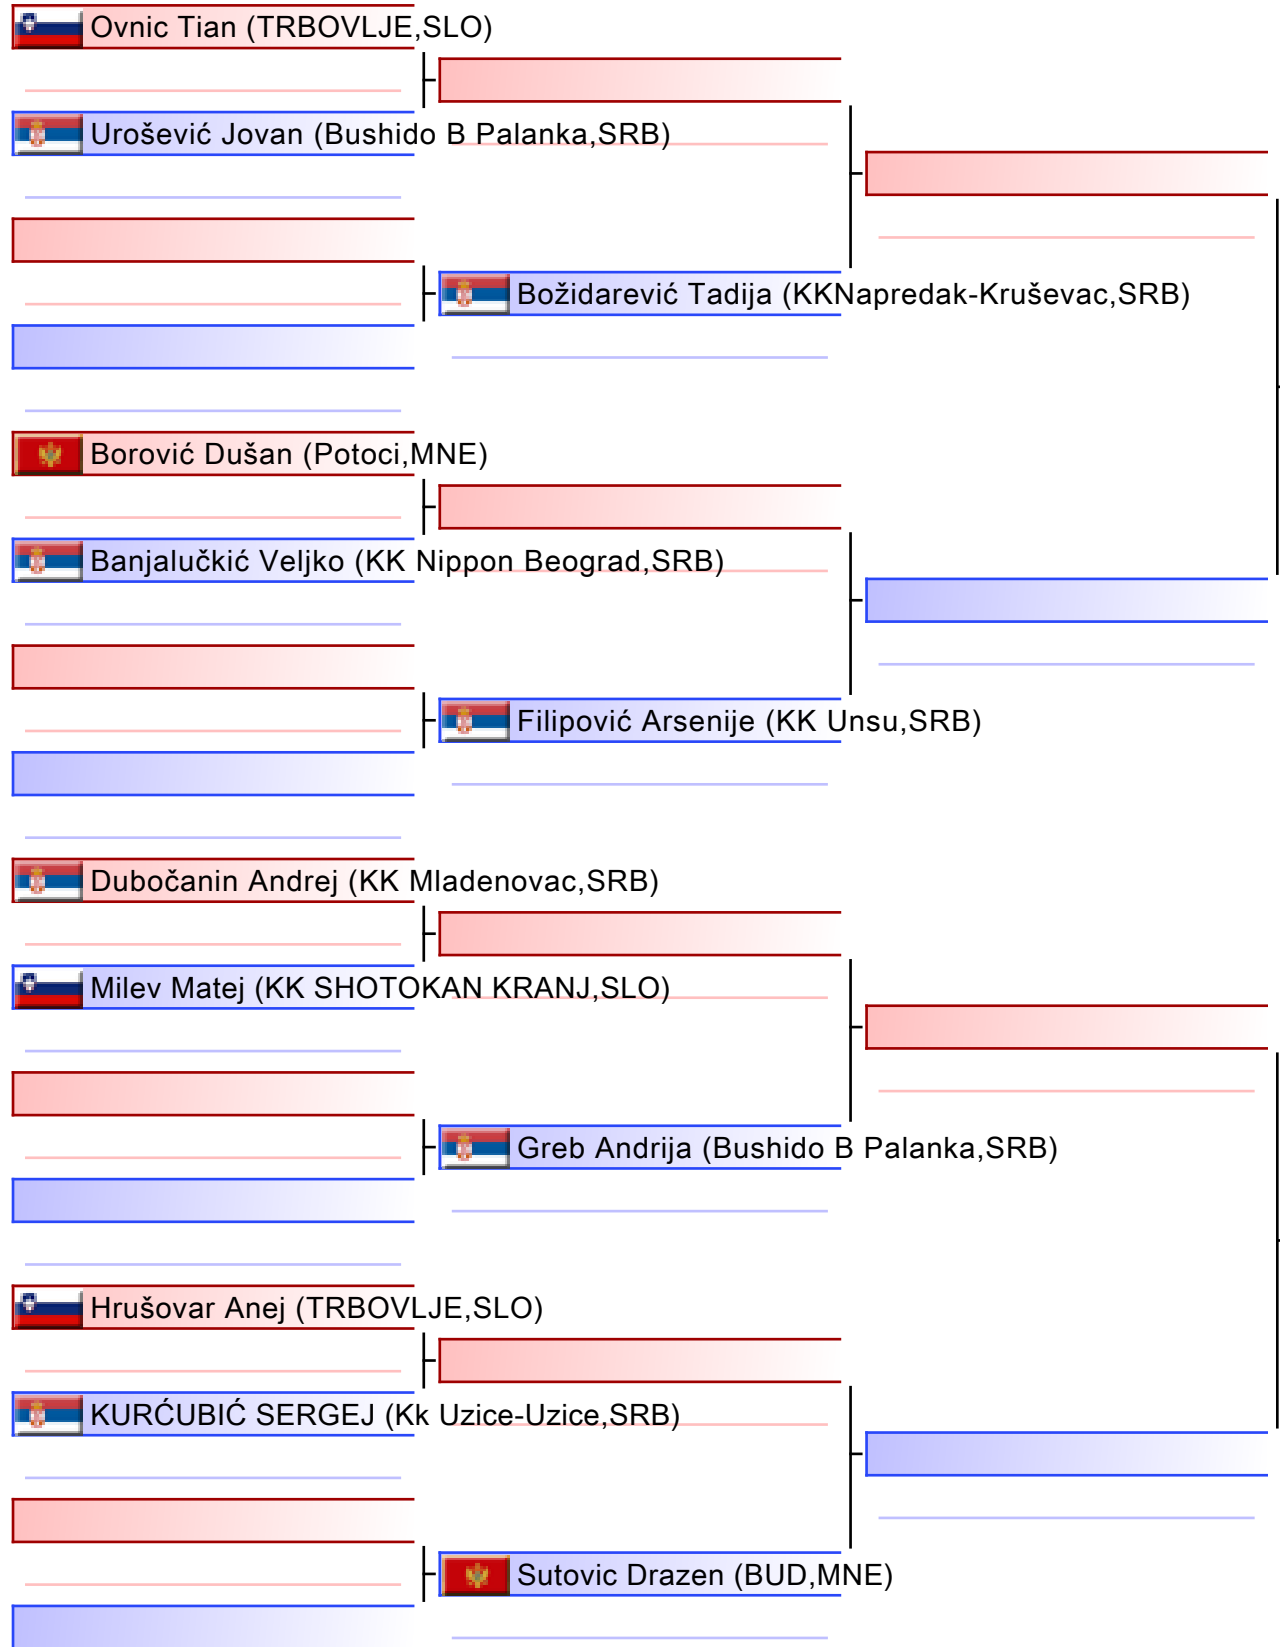 Ovnic Tian (TRBOVLJE,SLO)
Urošević Jovan (Bushido B Palanka,SRB)
Božidarević Tadija (KKNapredak-Kruševac,SRB)
Borović Dušan (Potoci,MNE)
Banjalučkić Veljko (KK Nippon Beograd,SRB)
Filipović Arsenije (KK Unsu,SRB)
Dubočanin Andrej (KK Mladenovac,SRB)
Milev Matej (KK SHOTOKAN KRANJ,SLO)
Greb Andrija (Bushido B Palanka,SRB)
Hrušovar Anej (TRBOVLJE,SLO)
KURĆUBIĆ SERGEJ (Kk Uzice-Uzice,SRB)
Sutovic Drazen (BUD,MNE)